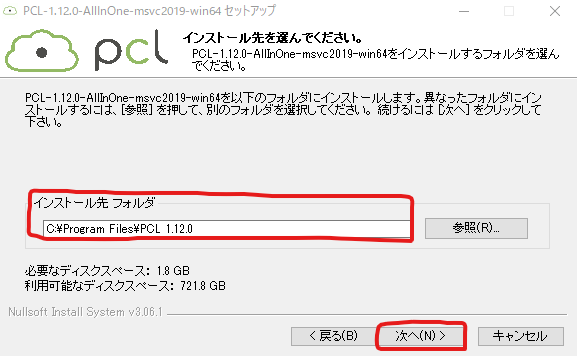 PCL-1.12.0-AllInOne-msvc2019-win64 セットアップ
pcl
インストール先を選んでください。
PCL-1.12.0-AllInOne-msvc2019-win64をインストールするフォルダを選ん
でください。
PCL-1.12.0-AllInOne-msvc2019-win64を以下のフォルダにインストールします。異なったフォルダにイン
ストールするには、[参照] を押して、別のフォルダを選択してください。 続けるには [次へ] をクリックして
下さい。
インストール先 フォルダ
C:¥Program Files¥PCL 1.12.0
参照(R)...
必要なディスクスペース: 1.8 GB
利用可能なディスクスペース: 721.8 GB
Nullsoft Install System v3.06.1
< 戻る(B)
次へ(N) >
キャンセル